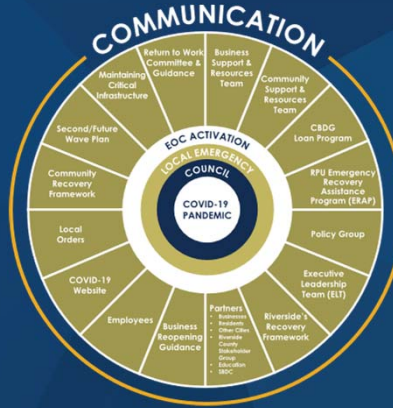 COMMUNICATION
Business
Support &
Resources
Team
Community
Support &
Resources
Team
CBDG
Loan Program
RPU Emergency
Recovery
Assistance
Program (ERAP)
Policy Group
Executive
Leadership
Team (ELT)
Riverside's
Recovery
Framework
Partners
• Businesses
• Residents
• Other Cities
• Riverside
County
Stakeholder
Group
• Education
• SBDC
Business
Reopening
Guidance
Employees
COVID-19
Website
Local
Orders
Community
Recovery
Framework
Second/Future
Wave Plan
Maintaining
Critical
Infrastructure
Return to Work
Committee &
Guidance
EOC ACTIVATION
LOCAL EMERGENCY
COUNCIL
COVID-19
PANDEMIC